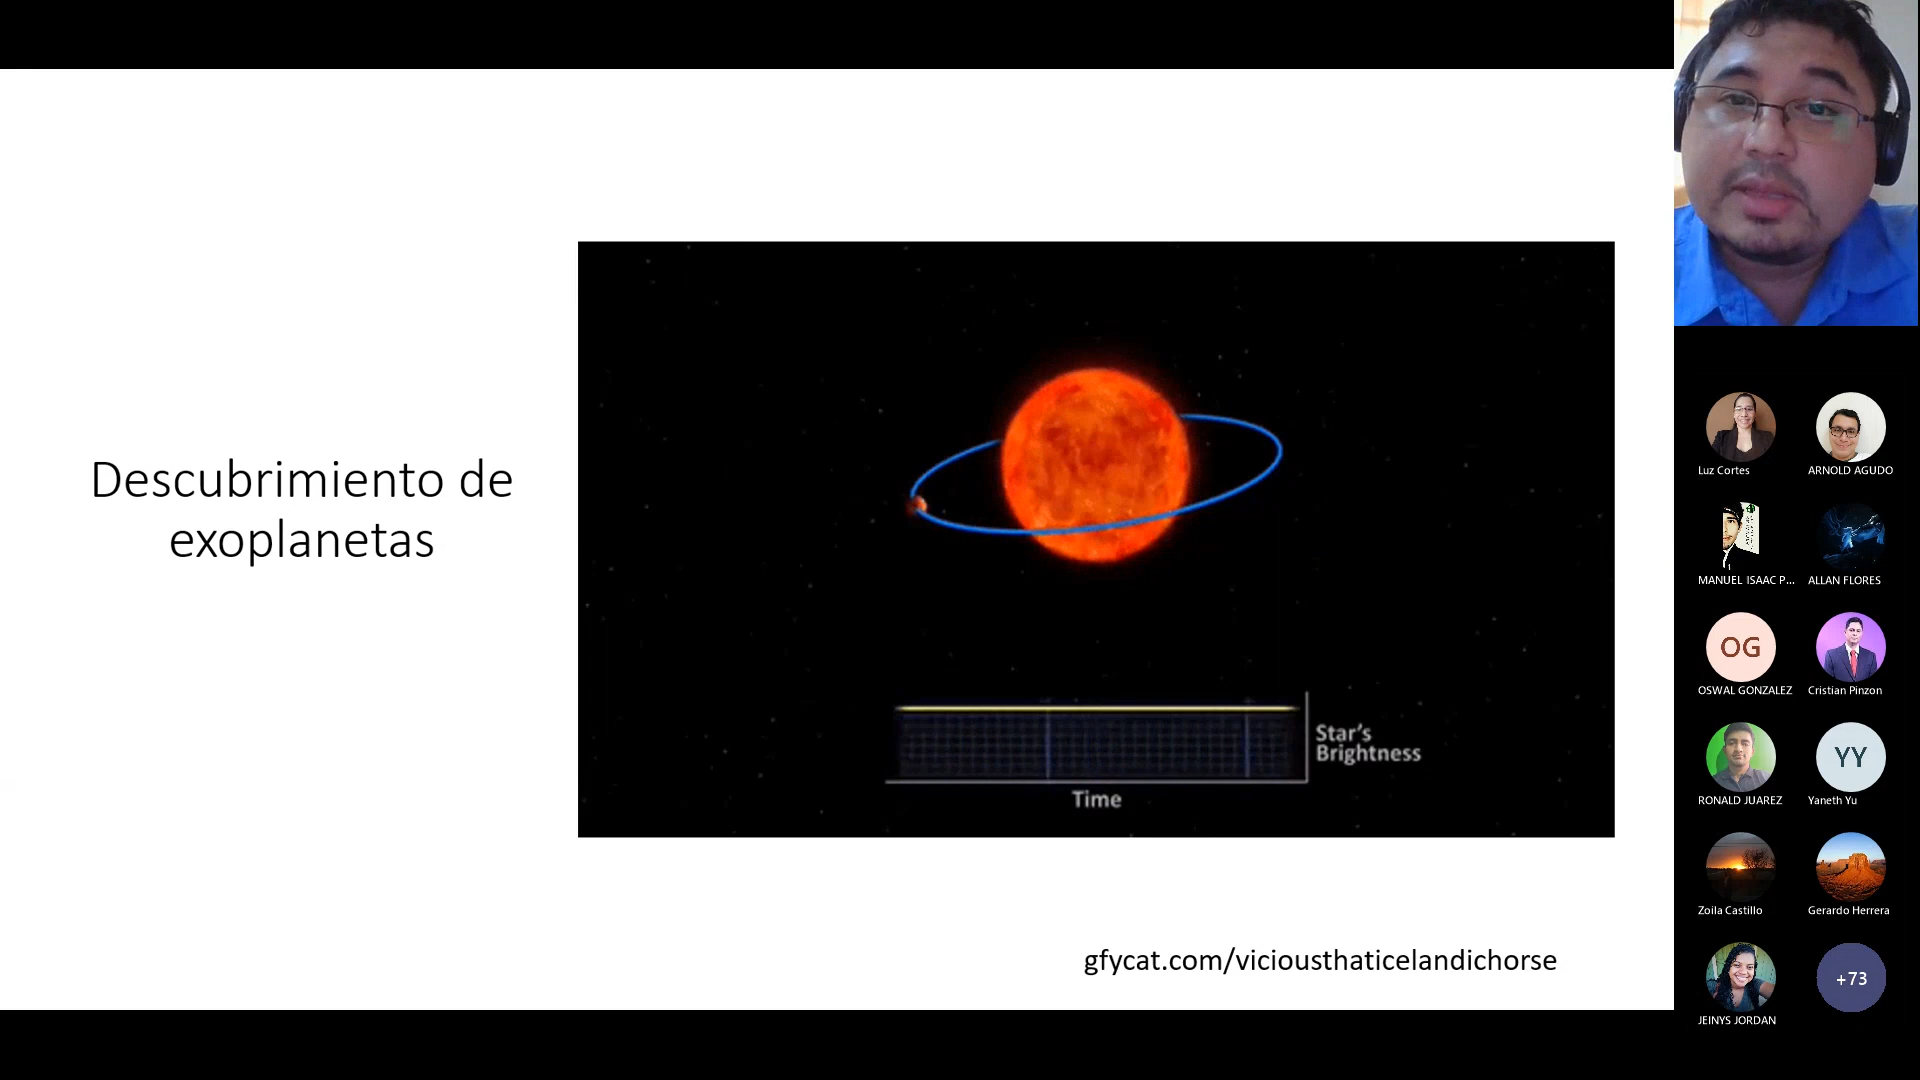 Descubrimiento de
exoplanetas
Star's
Brightness
Time
gfycat.com/viciousthaticelandichorse
Luz Cortes
ARNOLD AGUDO
MANUEL ISAAC P...
ALLAN FLORES
OG
OSWAL GONZALEZ
Cristian Pinzon
RONALD JUAREZ
YY
Yaneth Yu
Zoila Castillo
Gerardo Herrera
JEINYS JORDAN
+73